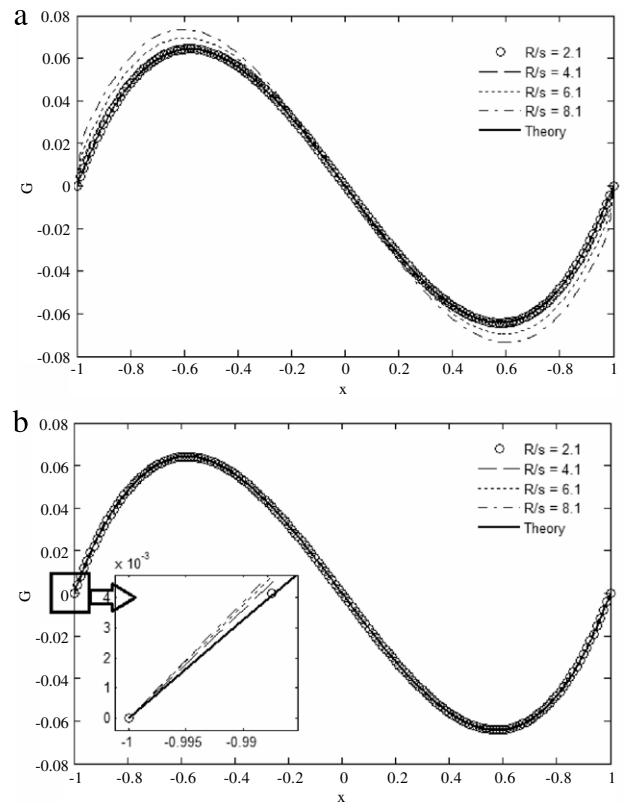 a
0.08
0.06
0.04
0.02
0
-0.02
-0.04
-0.06
-0.08
G
R/s = 2.1
R/s = 4.1
R/s = 6.1
R/s = 8.1
Theory
-1 -0.8 -0.6 -0.4 -0.2 0 0.2 0.4 0.6 0.8 1
x
b
0.08
0.06
0.04
0.02
0
-0.02
-0.04
-0.06
-0.08
G
R/s = 2.1
R/s = 4.1
R/s = 6.1
R/s = 8.1
Theory
x 10⁻³
4
3
2
1
0
-1 -0.995 -0.99
-1 -0.8 -0.6 -0.4 -0.2 0 0.2 0.4 0.6 0.8 1
x